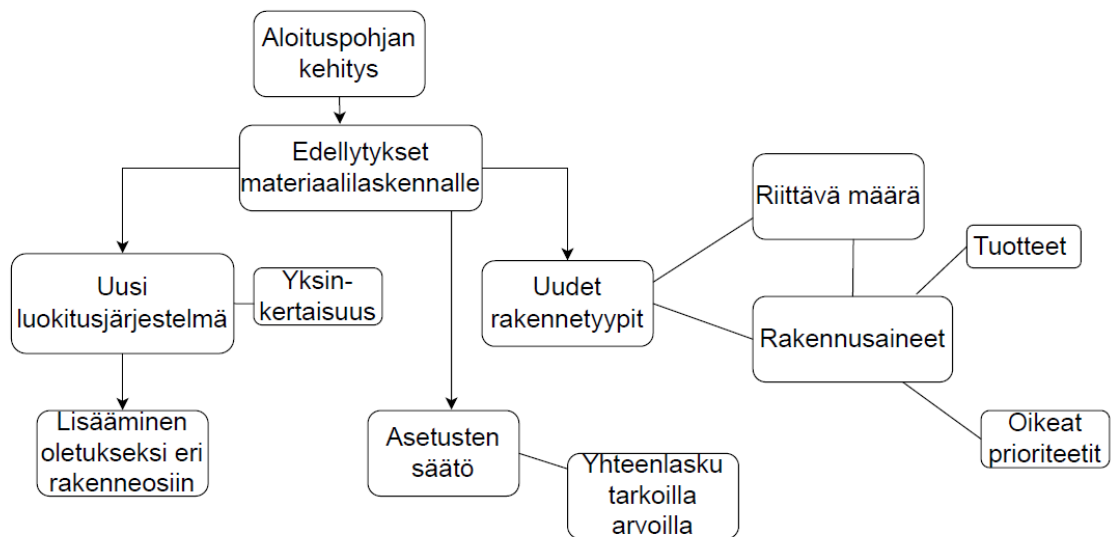 Aloituspohjan
kehitys
Edellytykset
materiaalilaskennalle
Uusi
luokitusjärjestelmä
Yksin-
kertaisuus
Lisääminen
oletukseksi eri
rakenneosiin
Asetusten
säätö
Yhteenlasku
tarkoilla
arvoilla
Uudet
rakennetyypit
Riittävä määrä
Rakennusaineet
Tuotteet
Oikeat
prioriteetit